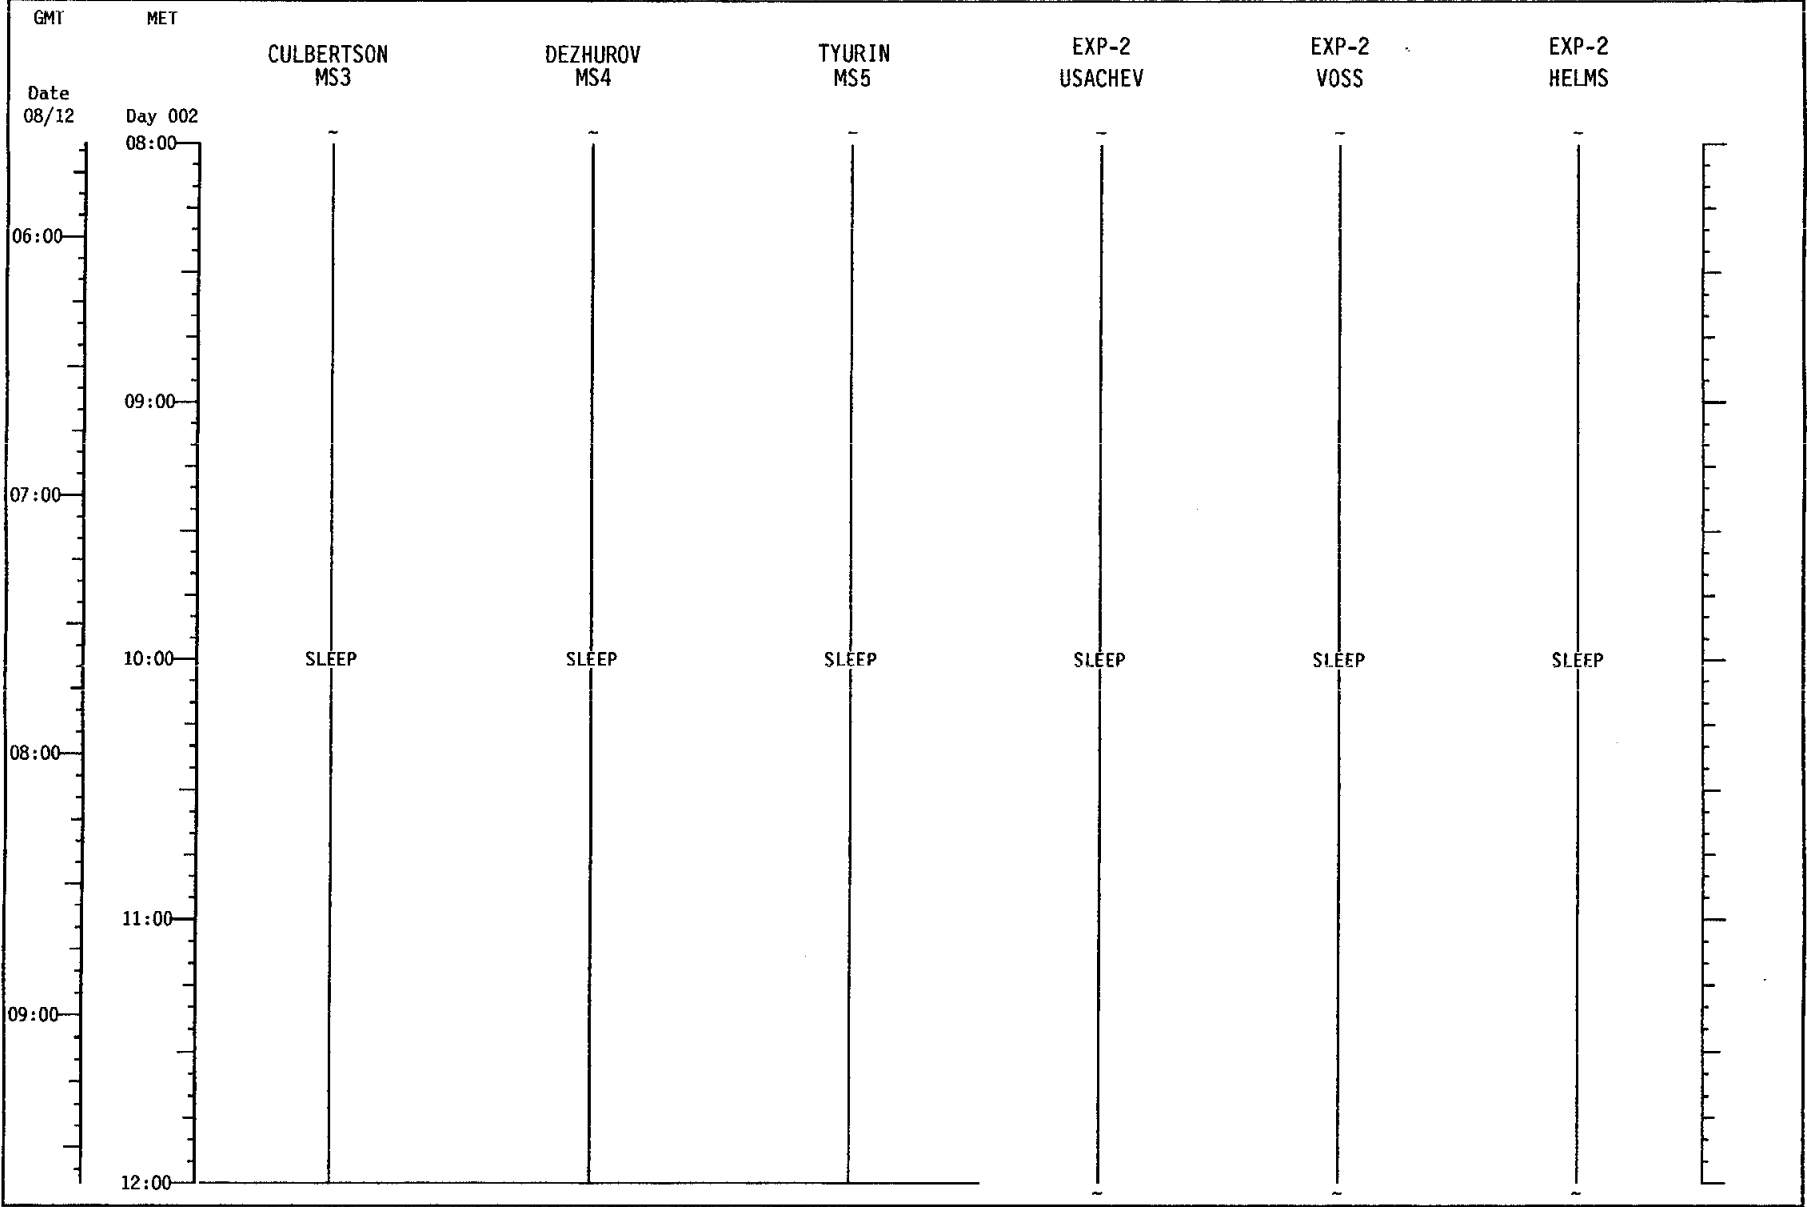 GMT MET
CULBERTSON DEZHUROV TYURIN EXP-2 EXP-2 EXP-2
MS3 MS4 MS5 USACHEV VOSS HELMS
Date
08/12 Day 002
~ ~ ~ ~ ~ ~
08:00
06:00
09:00
07:00
10:00 SLEEP SLEEP SLEEP SLEEP SLEEP SLEEP
08:00
11:00
09:00
12:00
~ ~ ~